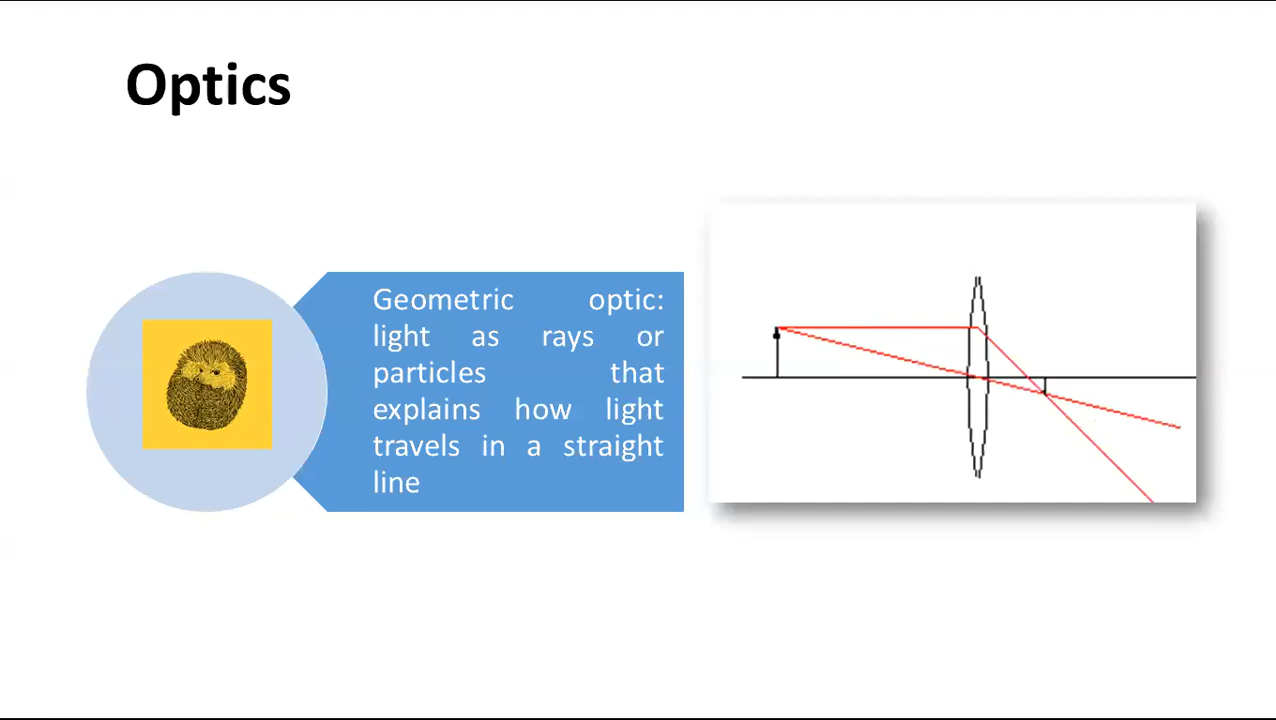 Optics
Geometric optic:
light as rays or
particles that
explains how light
travels in a straight
line